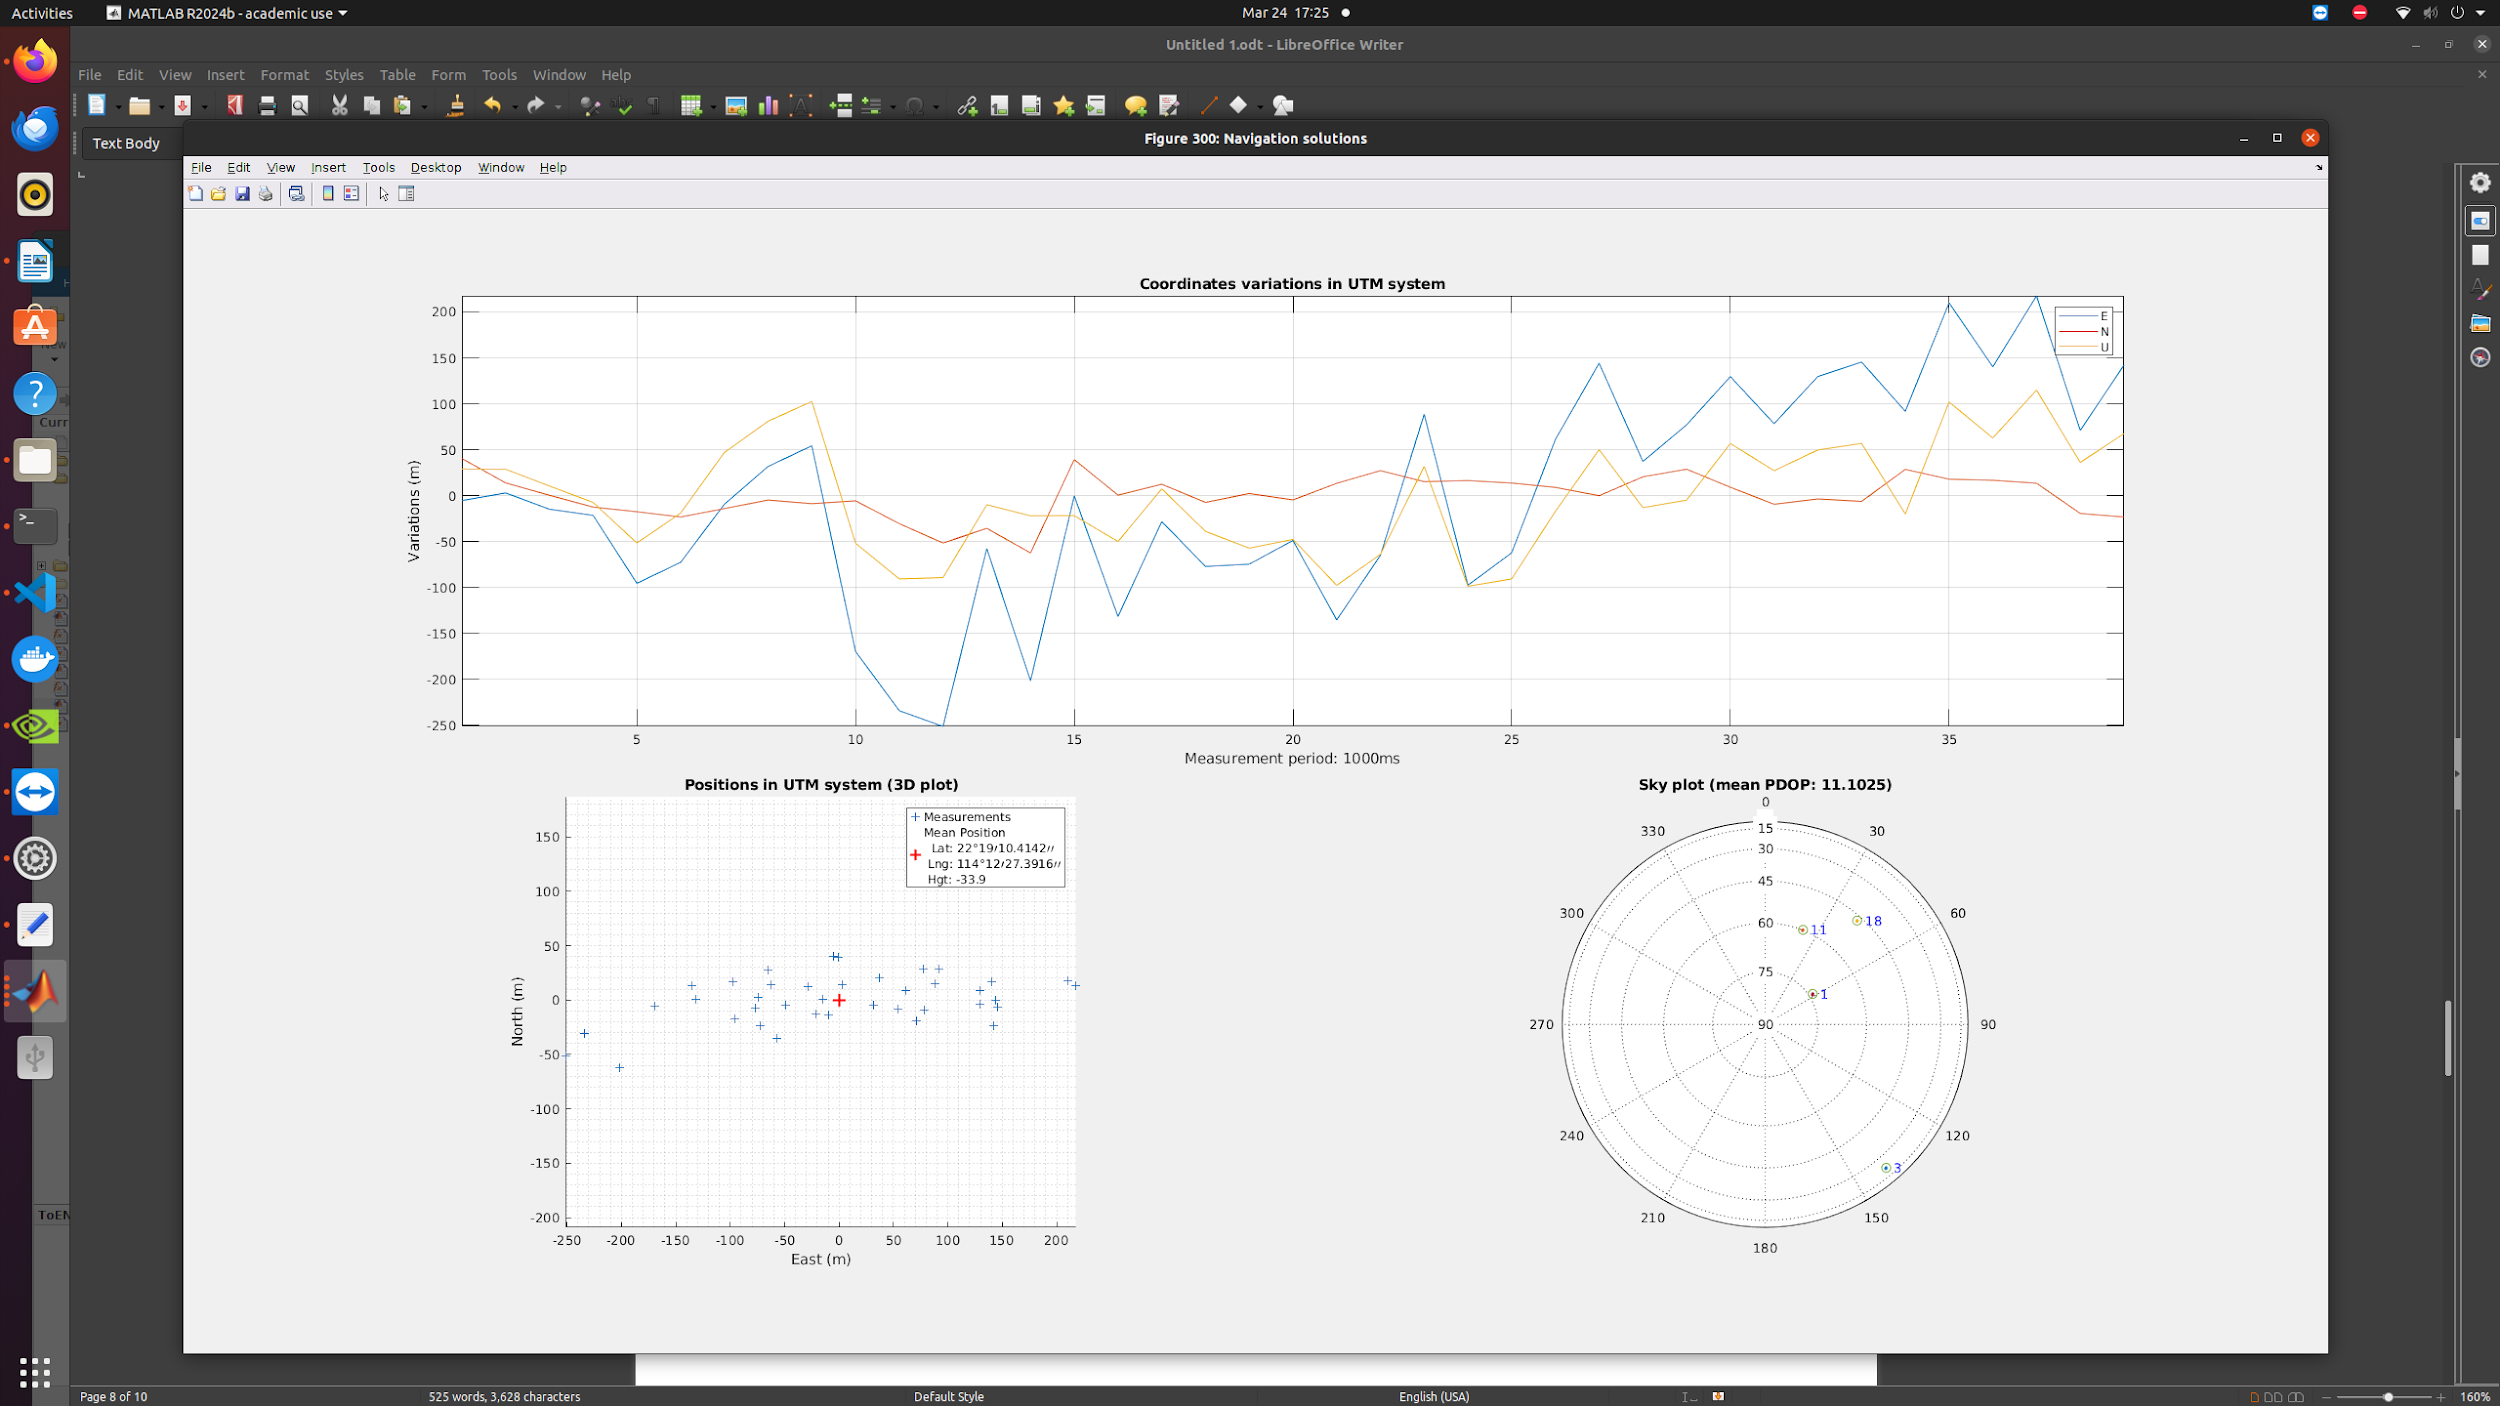 Activities MATLAB R2024b - academic use Mar 24 17:25
Untitled 1.odt - LibreOffice Writer
File Edit View Insert Format Styles Table Form Tools Window Help
Text Body
Figure 300: Navigation solutions
File Edit View Insert Tools Desktop Window Help
Coordinates variations in UTM system
200
150
100
50
0
-50
-100
-150
-200
-250
Variations (m)
E
N
U
5 10 15 20 25 30 35
Measurement period: 1000ms
Positions in UTM system (3D plot)
150
100
50
0
-50
-100
-150
-200
North (m)
+ Measurements
Mean Position
Lat: 22°19′10.4142″
Lng: 114°12′27.3916″
Hgt: -33.9
-250 -200 -150 -100 -50 0 50 100 150 200
East (m)
Sky plot (mean PDOP: 11.1025)
0
330 15 30
30
45
300 60 60
11 18
75
1
270 90 90
240 120
3
210 150
180
New
Curr
ToEN
Page 8 of 10 525 words, 3,628 characters Default Style English (USA) 160%